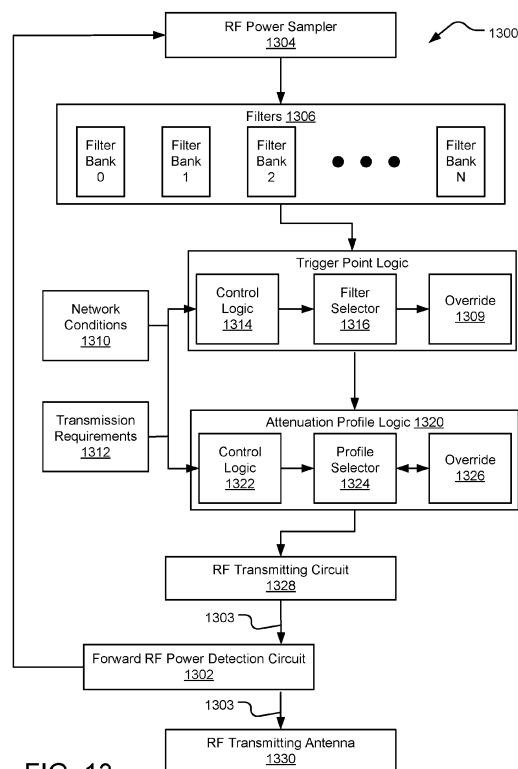 RF Power Sampler
1304
1300
Filters 1306
Filter
Bank
0
Filter
Bank
1
Filter
Bank
2
Filter
Bank
N
Trigger Point Logic
Control
Logic
1314
Filter
Selector
1316
Override
1309
Network
Conditions
1310
Transmission
Requirements
1312
Attenuation Profile Logic 1320
Control
Logic
1322
Profile
Selector
1324
Override
1326
RF Transmitting Circuit
1328
1303
Forward RF Power Detection Circuit
1302
1303
RF Transmitting Antenna
1330
FIG. 13